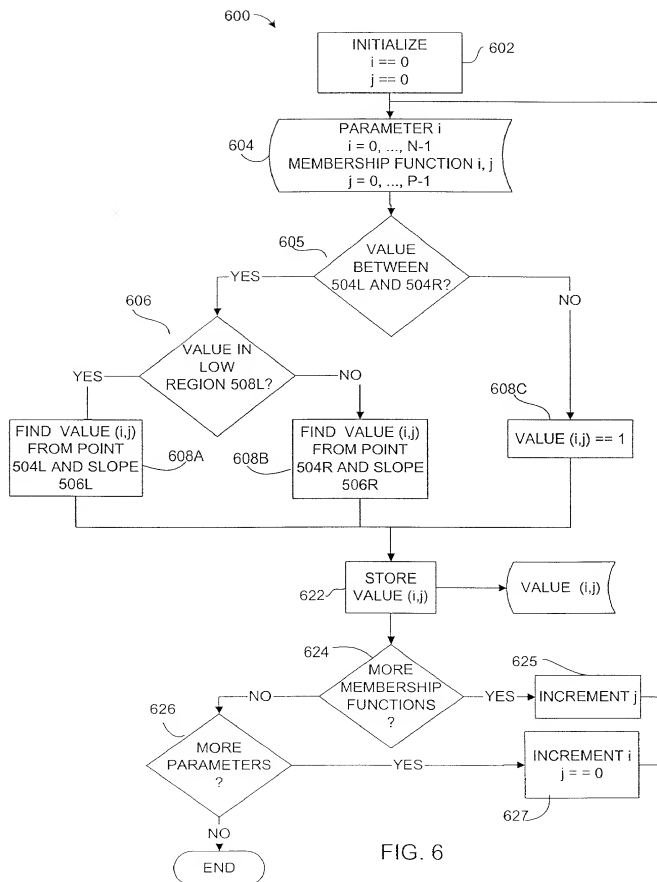 600
INITIALIZE
i == 0
j == 0
602
604
PARAMETER i
i = 0, ..., N-1
MEMBERSHIP FUNCTION i, j
j = 0, ..., P-1
605
VALUE
BETWEEN
504L AND 504R?
YES
NO
606
VALUE IN
LOW
REGION 508L?
YES
NO
608C
FIND VALUE (i,j)
FROM POINT
504L AND SLOPE
506L
608A
608B
FIND VALUE (i,j)
FROM POINT
504R AND SLOPE
506R
VALUE (i,j) == 1
622
STORE
VALUE (i,j)
VALUE (i,j)
624
MORE
MEMBERSHIP
FUNCTIONS
?
NO
YES
625
INCREMENT j
626
MORE
PARAMETERS
?
YES
INCREMENT i
j = = 0
627
NO
END
FIG. 6